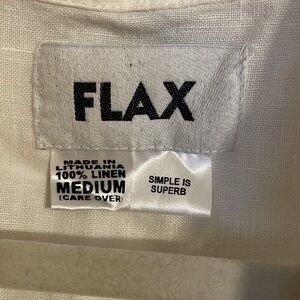 FLAX
MADE IN
LITHUANIA
100% LINEN
MEDIUM
(CARE OVER)
SIMPLE IS
SUPERB